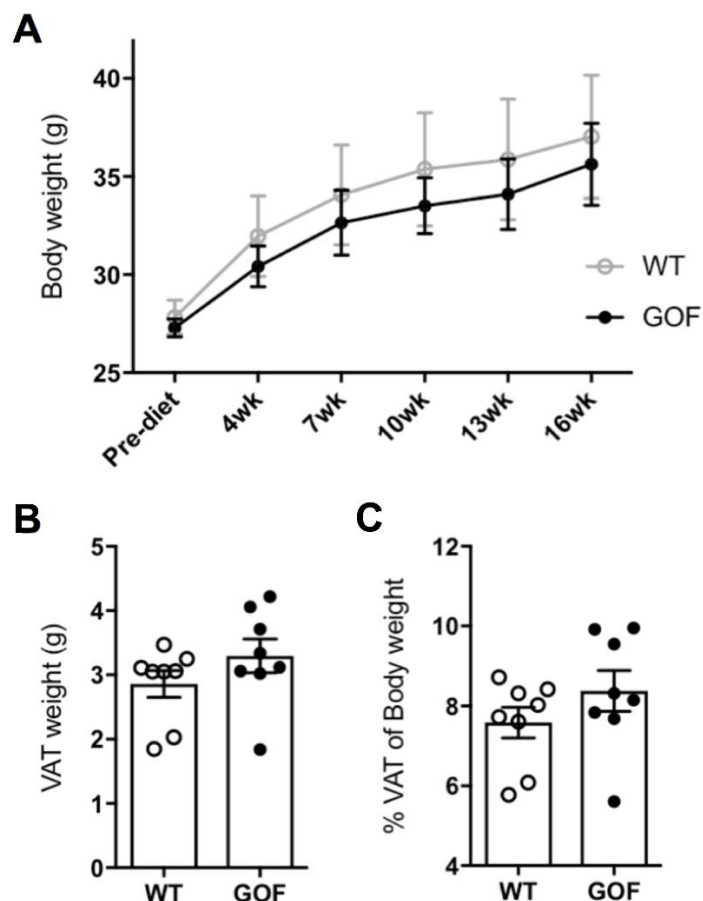 A
Body weight (g)
40
35
30
25
Pre-diet
4wk
7wk
10wk
13wk
16wk
WT
GOF
B
VAT weight (g)
5
4
3
2
1
0
WT
GOF
C
% VAT of Body weight
12
10
8
6
4
WT
GOF